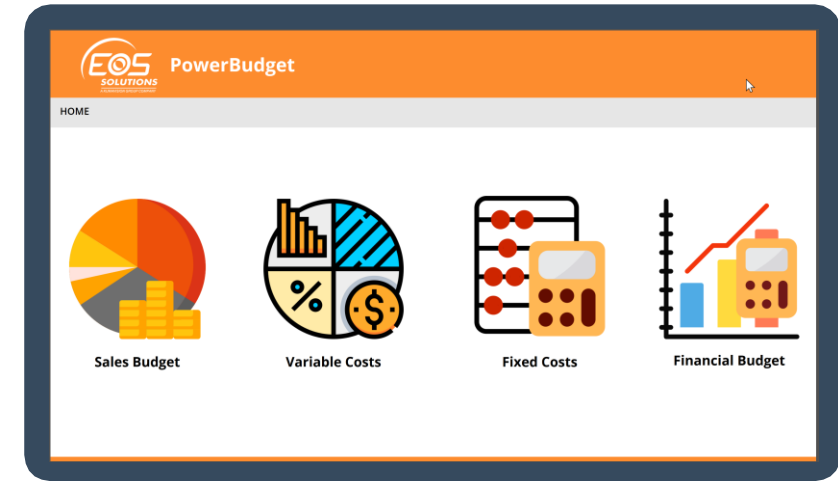 EOS
SOLUTIONS
PowerBudget
HOME
Sales Budget
Variable Costs
Fixed Costs
Financial Budget